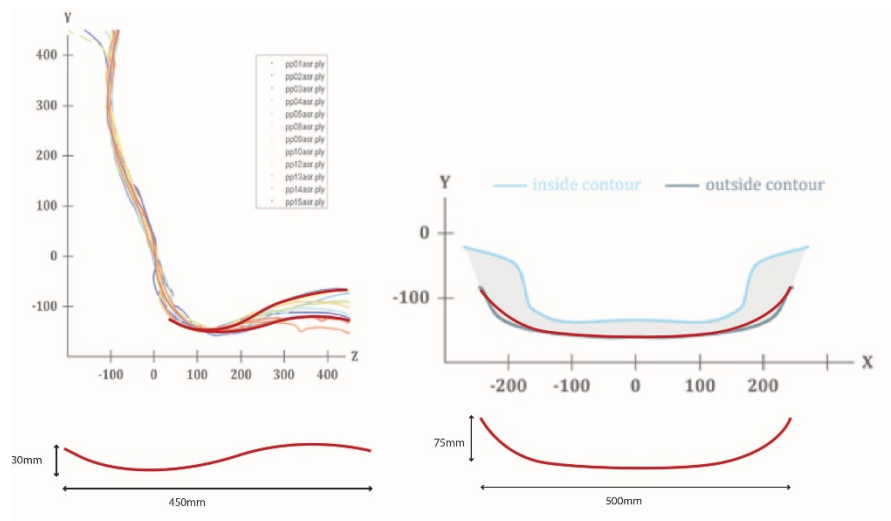 Y
400
300
200
100
0
-100
-100 0 100 200 300 400
Z
pp01asr.ply
pp02asr.ply
pp03asr.ply
pp04asr.ply
pp05asr.ply
pp08asr.ply
pp09asr.ply
pp10asr.ply
pp12asr.ply
pp13asr.ply
pp14asr.ply
pp15asr.ply
Y
inside contour outside contour
0
-100
X
-200 -100 0 100 200
30mm
450mm
75mm
500mm